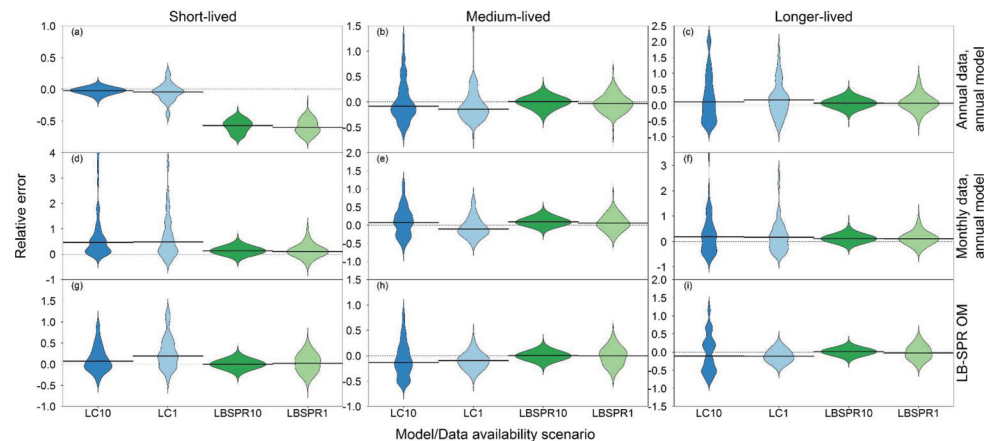 Short-lived
Medium-lived
Longer-lived
(a)
1.0
0.5
0.0
-0.5
(b)
1.5
1.0
0.5
0.0
-0.5
(c)
2.5
2.0
1.5
1.0
0.5
0.0
-0.5
-1.0
Annual data,
annual model
Relative error
(d)
4
3
2
1
0
-1
(e)
2.0
1.5
1.0
0.5
0.0
-0.5
-1.0
(f)
3
2
1
0
-1
Monthly data,
annual model
(g)
1.5
1.0
0.5
0.0
-0.5
-1.0
(h)
1.5
1.0
0.5
0.0
-0.5
-1.0
(i)
2.0
1.5
1.0
0.5
0.0
-0.5
-1.0
-1.5
LB-SPR OM
LC10 LC1 LBSPR10 LBSPR1
LC10 LC1 LBSPR10 LBSPR1
LC10 LC1 LBSPR10 LBSPR1
Model/Data availability scenario